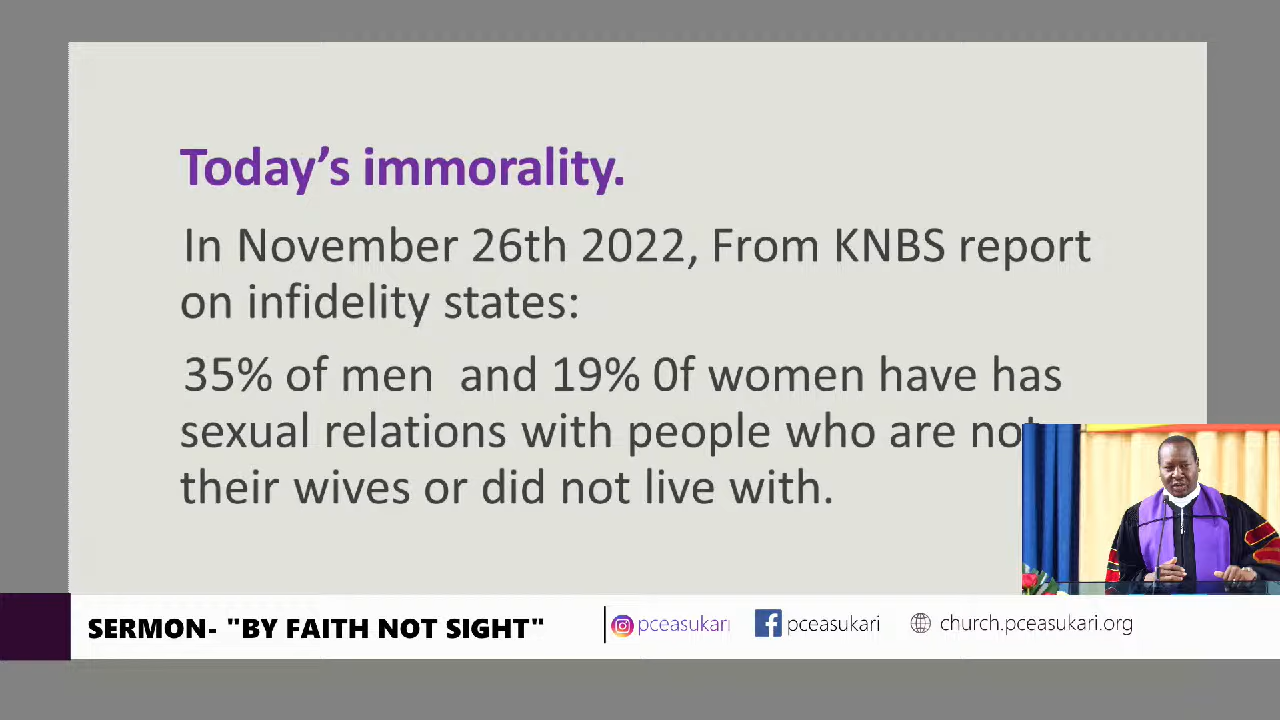 Today's immorality.
In November 26th 2022, From KNBS report
on infidelity states:
35% of men  and 19% 0f women have has
sexual relations with people who are not
their wives or did not live with.
SERMON- "BY FAITH NOT SIGHT"
pceasukari
pceasukari
church.pceasukari.org